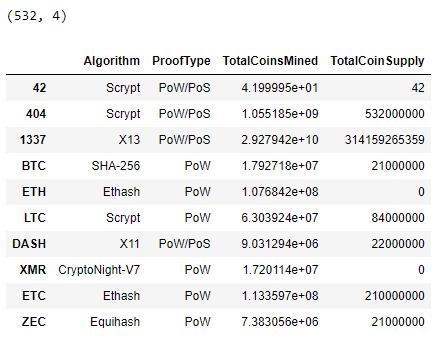 (532, 4)
Algorithm ProofType TotalCoinsMined TotalCoinSupply
42 Scrypt PoW/PoS 4.199995e+01 42
404 Scrypt PoW/PoS 1.055185e+09 532000000
1337 X13 PoW/PoS 2.927942e+10 314159265359
BTC SHA-256 PoW 1.792718e+07 21000000
ETH Ethash PoW 1.076842e+08 0
LTC Scrypt PoW 6.303924e+07 84000000
DASH X11 PoW/PoS 9.031294e+06 22000000
XMR CryptoNight-V7 PoW 1.720114e+07 0
ETC Ethash PoW 1.133597e+08 210000000
ZEC Equihash PoW 7.383056e+06 21000000